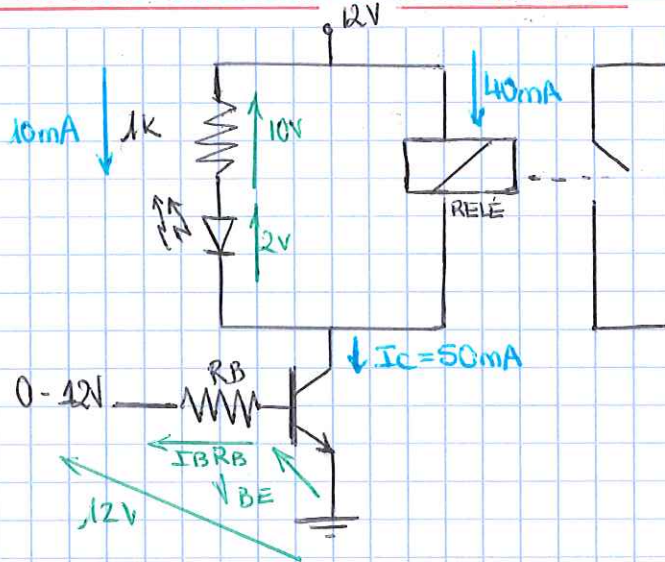 12V
10mA
1K
10V
40mA
2V
RELÉ
Ic = 50mA
RB
0 - 12V
IBRB
VBE
12V